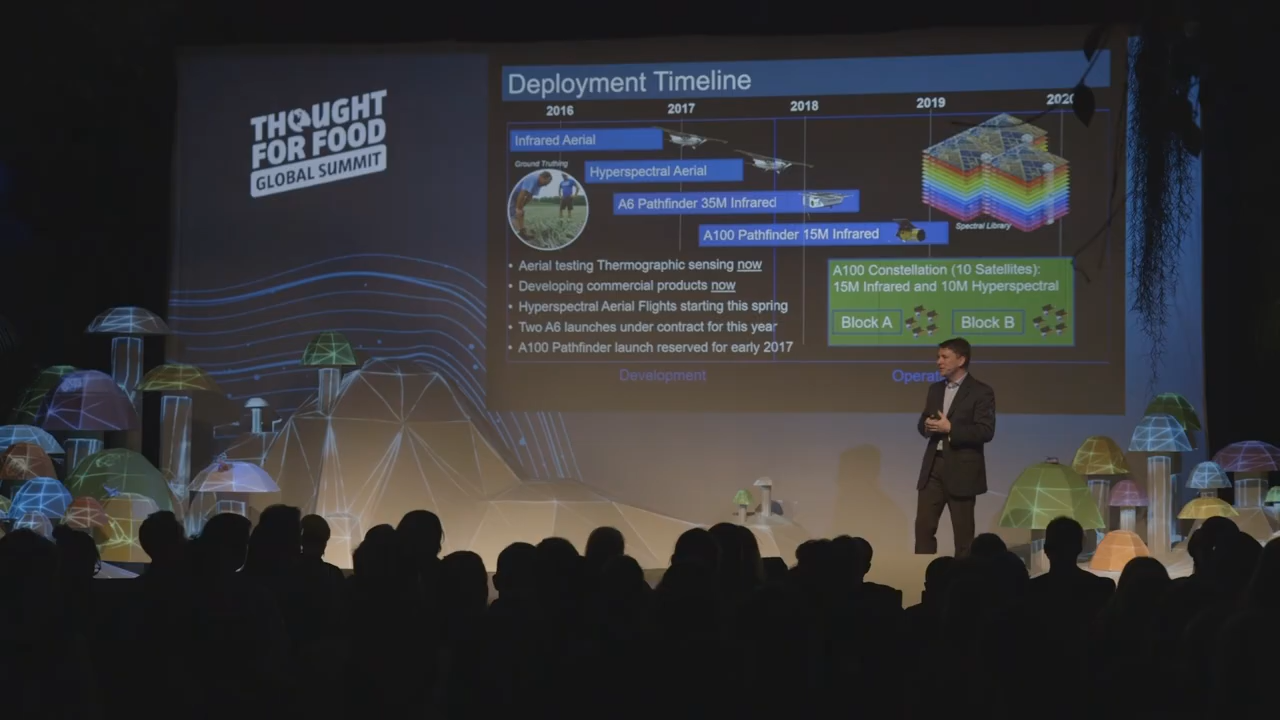 THOUGHT
FOR FOOD
GLOBAL SUMMIT
Deployment Timeline
2016 2017 2018 2019 2020
Infrared Aerial
Ground Truthing
Hyperspectral Aerial
A6 Pathfinder 35M Infrared
A100 Pathfinder 15M Infrared
Spectral Library
• Aerial testing Thermographic sensing now
• Developing commercial products now
• Hyperspectral Aerial Flights starting this spring
• Two A6 launches under contract for this year
• A100 Pathfinder launch reserved for early 2017
A100 Constellation (10 Satellites):
15M Infrared and 10M Hyperspectral
Block A Block B
Development